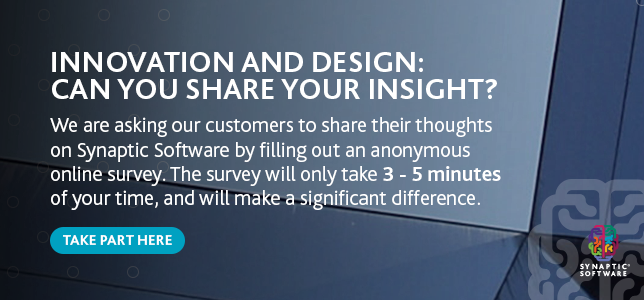 INNOVATION AND DESIGN:
CAN YOU SHARE YOUR INSIGHT?
We are asking our customers to share their thoughts
on Synaptic Software by filling out an anonymous
online survey. The survey will only take 3 - 5 minutes
of your time, and will make a significant difference.
TAKE PART HERE
SYNAPTIC®
SOFTWARE